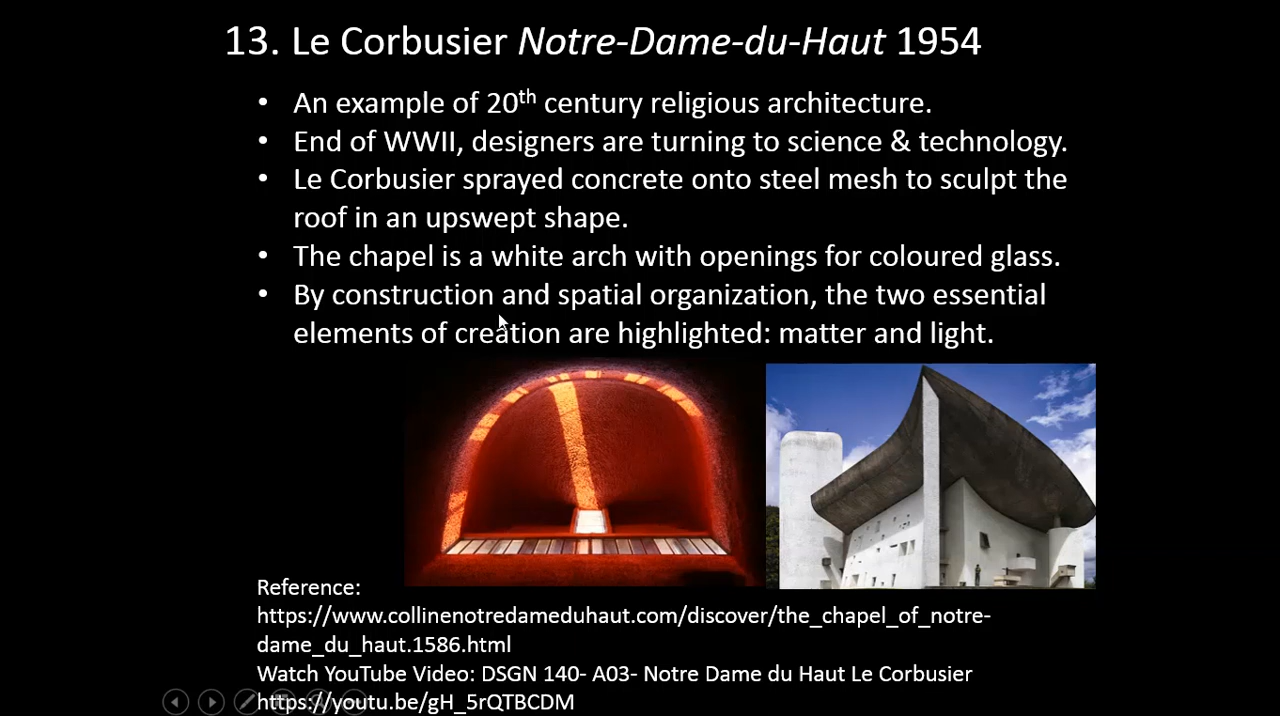 13. Le Corbusier Notre-Dame-du-Haut 1954
• An example of 20th century religious architecture.
• End of WWII, designers are turning to science & technology.
• Le Corbusier sprayed concrete onto steel mesh to sculpt the
roof in an upswept shape.
• The chapel is a white arch with openings for coloured glass.
• By construction and spatial organization, the two essential
elements of creation are highlighted: matter and light.
Reference:
https://www.collinenotredameduhaut.com/discover/the_chapel_of_notre-
dame_du_haut.1586.html
Watch YouTube Video: DSGN 140- A03- Notre Dame du Haut Le Corbusier
https://youtu.be/gH_5rQTBCDM